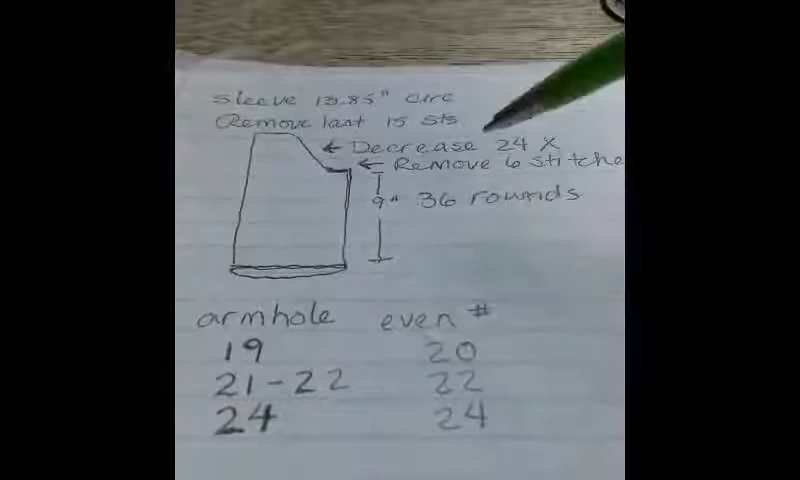 Sleeve 13.85" circ
Remove last 15 sts
← Decrease 24 X
← Remove 6 stitche
9" 36 rounds
armhole even #
19 20
21-22 22
24 24